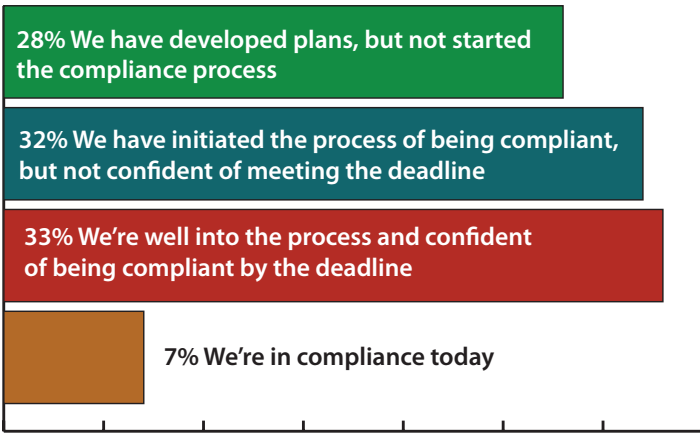 28% We have developed plans, but not started
the compliance process
32% We have initiated the process of being compliant,
but not confident of meeting the deadline
33% We’re well into the process and confident
of being compliant by the deadline
7% We’re in compliance today